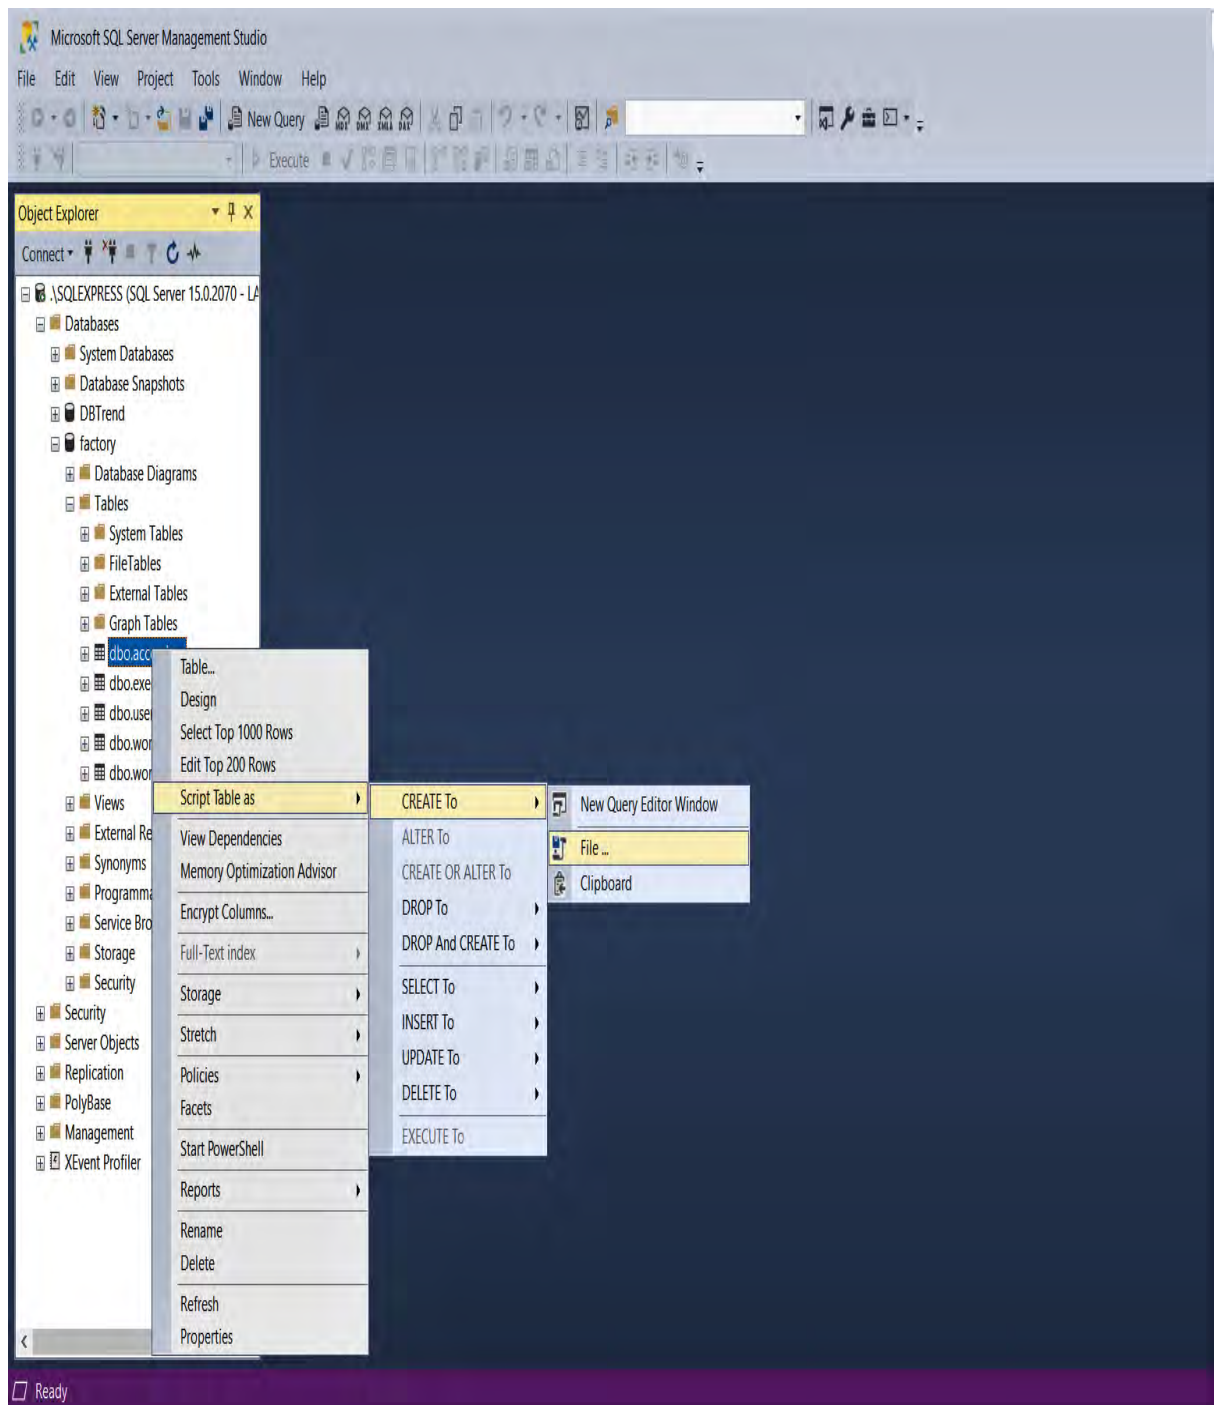 Microsoft SQL Server Management Studio
File Edit View Project Tools Window Help
New Query MDX DMX XMLA DAX
Execute
Object Explorer
Connect
.\SQLEXPRESS (SQL Server 15.0.2070 - LA
Databases
System Databases
Database Snapshots
DBTrend
factory
Database Diagrams
Tables
System Tables
FileTables
External Tables
Graph Tables
dbo.acc
dbo.exe
dbo.user
dbo.wor
dbo.wor
Views
External Re
Synonyms
Programma
Service Bro
Storage
Security
Security
Server Objects
Replication
PolyBase
Management
XEvent Profiler
Table...
Design
Select Top 1000 Rows
Edit Top 200 Rows
Script Table as
View Dependencies
Memory Optimization Advisor
Encrypt Columns...
Full-Text index
Storage
Stretch
Policies
Facets
Start PowerShell
Reports
Rename
Delete
Refresh
Properties
CREATE To
ALTER To
CREATE OR ALTER To
DROP To
DROP And CREATE To
SELECT To
INSERT To
UPDATE To
DELETE To
EXECUTE To
New Query Editor Window
File ...
Clipboard
Ready